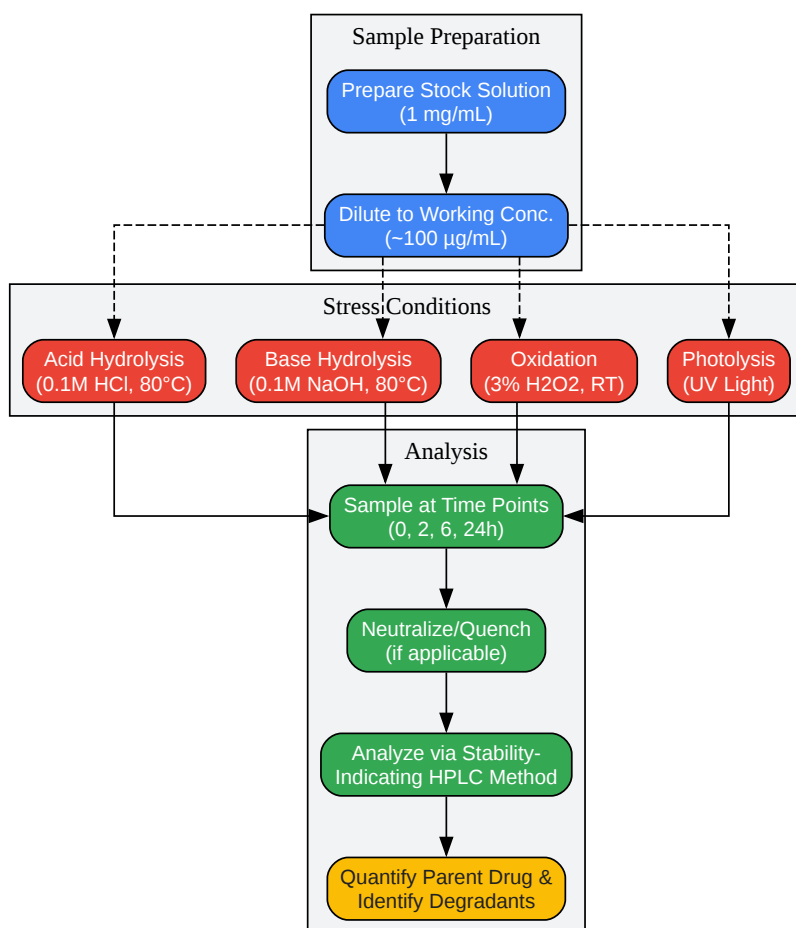 Sample Preparation
Prepare Stock Solution
(1 mg/mL)
Dilute to Working Conc.
(~100 µg/mL)
Stress Conditions
Acid Hydrolysis
(0.1M HCl, 80°C)
Base Hydrolysis
(0.1M NaOH, 80°C)
Oxidation
(3% H2O2, RT)
Photolysis
(UV Light)
Analysis
Sample at Time Points
(0, 2, 6, 24h)
Neutralize/Quench
(if applicable)
Analyze via Stability-
Indicating HPLC Method
Quantify Parent Drug &
Identify Degradants